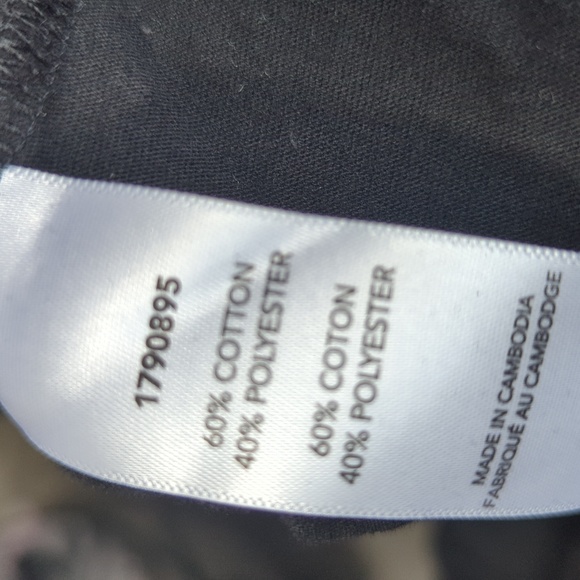 1790895
60% COTTON
40% POLYESTER
60% COTON
40% POLYESTER
MADE IN CAMBODIA
FABRIQUÉ AU CAMBODGE